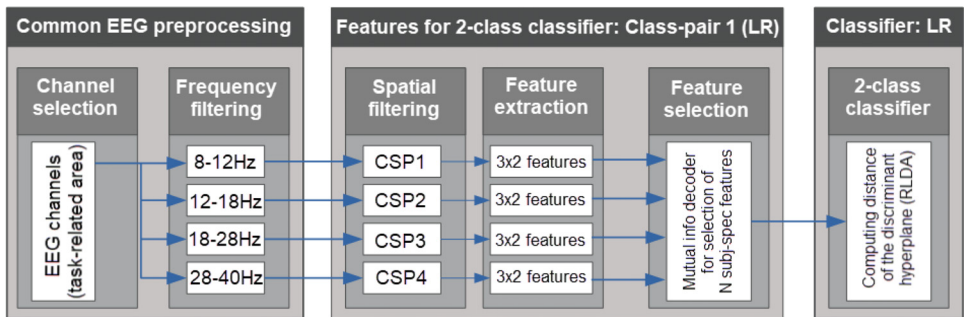 Common EEG preprocessing
Channel
selection
EEG channels
(task-related area)
Frequency
filtering
8-12Hz
12-18Hz
18-28Hz
28-40Hz
Features for 2-class classifier: Class-pair 1 (LR)
Spatial
filtering
CSP1
CSP2
CSP3
CSP4
Feature
extraction
3x2 features
3x2 features
3x2 features
3x2 features
Feature
selection
Mutual info decoder
for selection of
N subj-spec features
Classifier: LR
2-class
classifier
Computing distance
of the discriminant
hyperplane (RLDA)